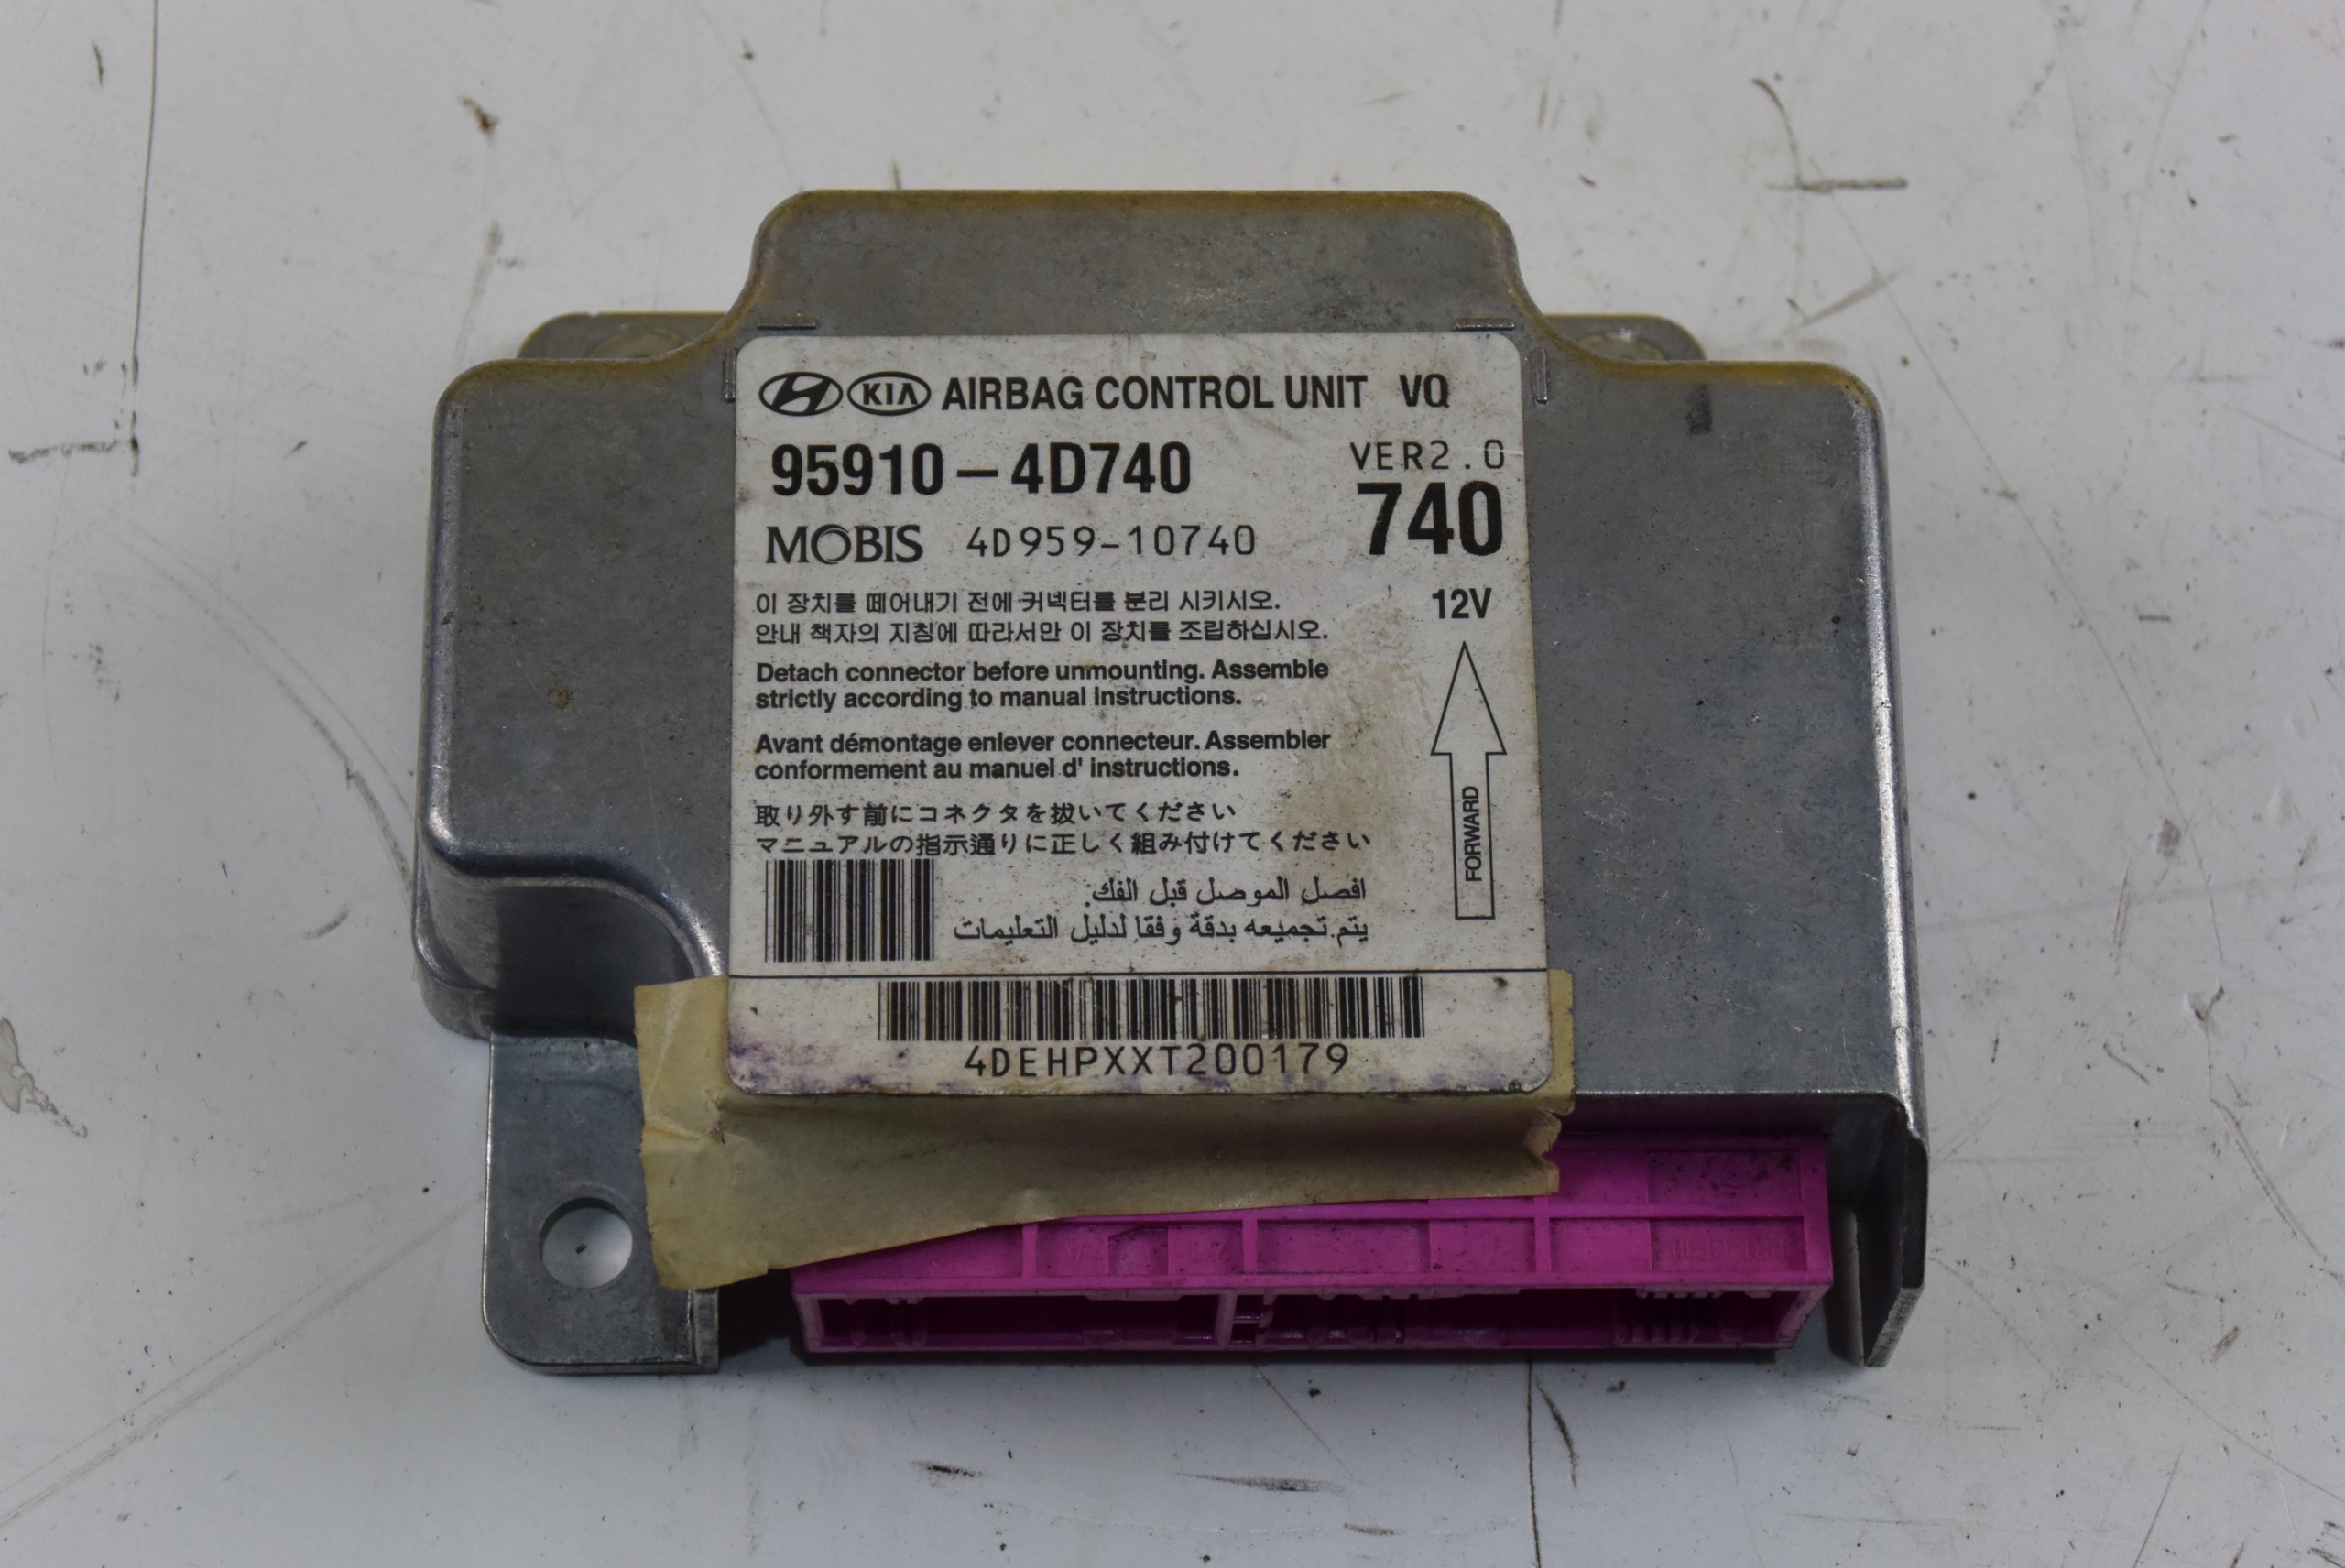 KIA AIRBAG CONTROL UNIT VQ
95910-4D740 VER2.0
MOBIS 4D959-10740 740
이 장치를 떼어내기 전에 커넥터를 분리 시키시오. 12V
안내 책자의 지침에 따라서만 이 장치를 조립하십시오.
Detach connector before unmounting. Assemble
strictly according to manual instructions.
Avant démontage enlever connecteur. Assembler
conformement au manuel d' instructions.
FORWARD
取り外す前にコネクタを抜いてください
マニュアルの指示通りに正しく組み付けてください
افصل الموصل قبل الفك.
يتم تجميعه بدقة وفقا لدليل التعليمات
4DEHPXXT200179